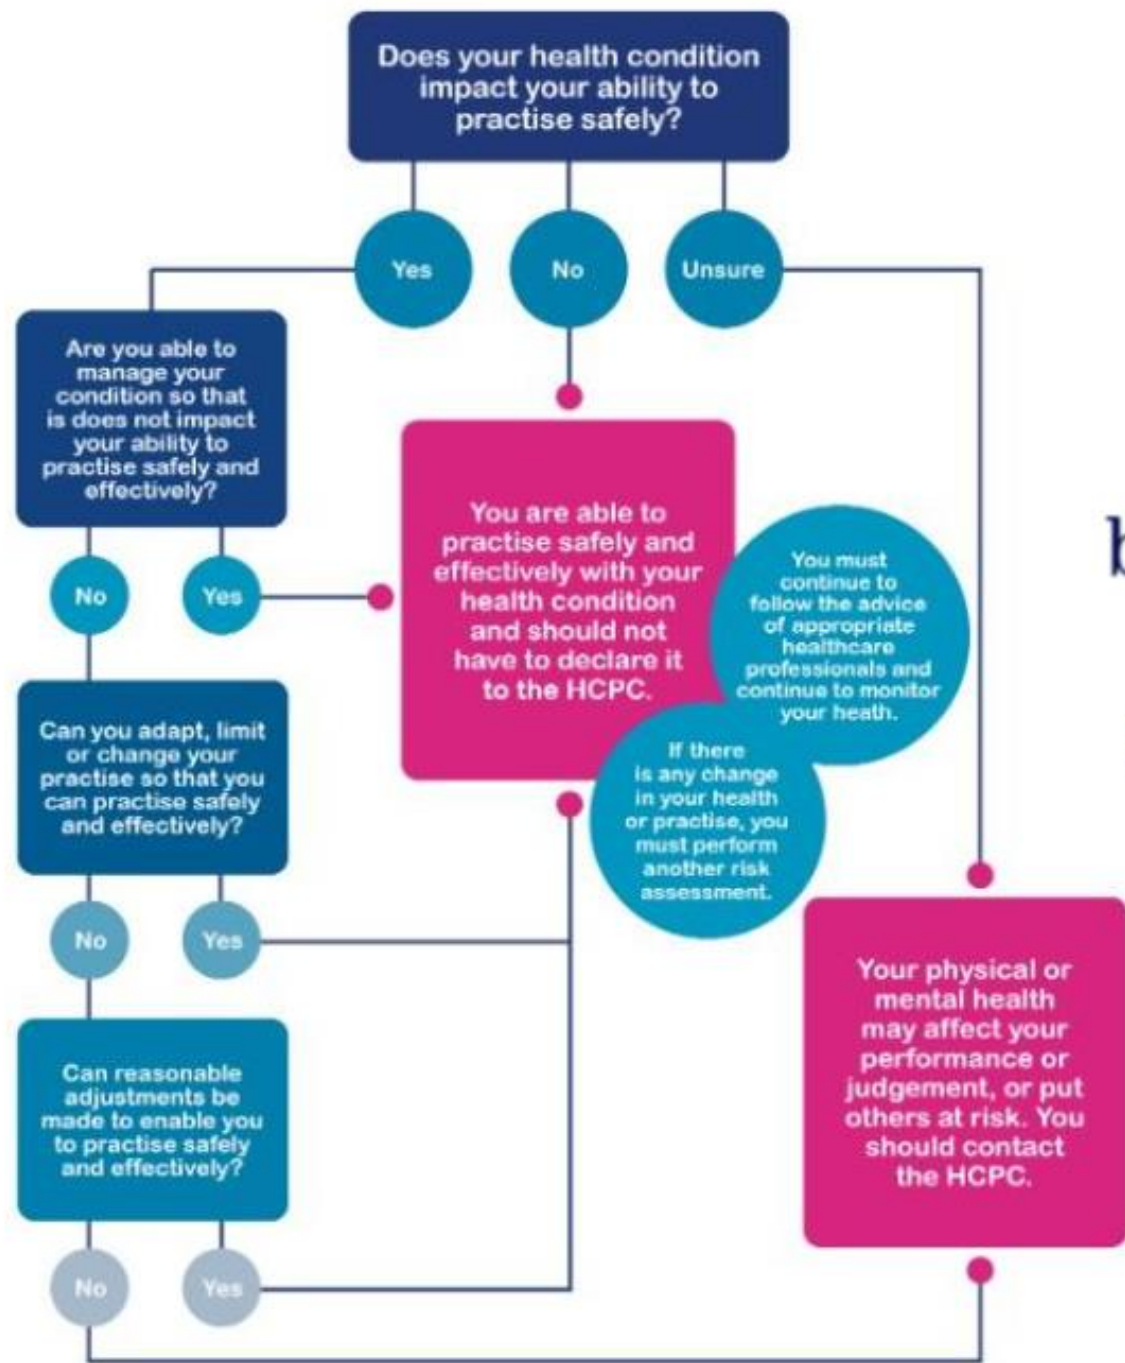 Does your health condition
impact your ability to
practise safely?
Yes
No
Unsure
Are you able to
manage your
condition so that
is does not impact
your ability to
practise safely and
effectively?
No
Yes
You are able to
practise safely and
effectively with your
health condition
and should not
have to declare it
to the HCPC.
You must
continue to
follow the advice
of appropriate
healthcare
professionals and
continue to monitor
your heath.
If there
is any change
in your health
or practise, you
must perform
another risk
assessment.
Can you adapt, limit
or change your
practise so that you
can practise safely
and effectively?
No
Yes
Can reasonable
adjustments be
made to enable you
to practise safely
and effectively?
No
Yes
Your physical or
mental health
may affect your
performance or
judgement, or put
others at risk. You
should contact
the HCPC.